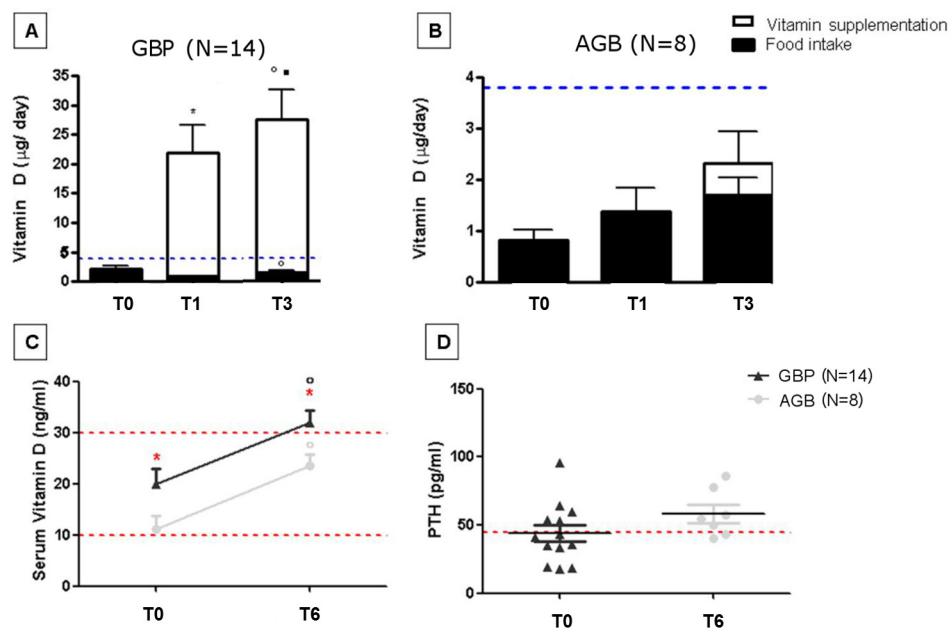 A
GBP (N=14)
Vitamin D (µg/ day)
35
30
25
20
15
10
5
0
*
T0
T1
T3
B
AGB (N=8)
Vitamin supplementation
Food intake
Vitamin D (µg/day)
4
3
2
1
0
T0
T1
T3
C
Serum Vitamin D (ng/ml)
40
30
20
10
0
*
*
T0
T6
D
GBP (N=14)
AGB (N=8)
PTH (pg/ml)
150
100
50
0
T0
T6